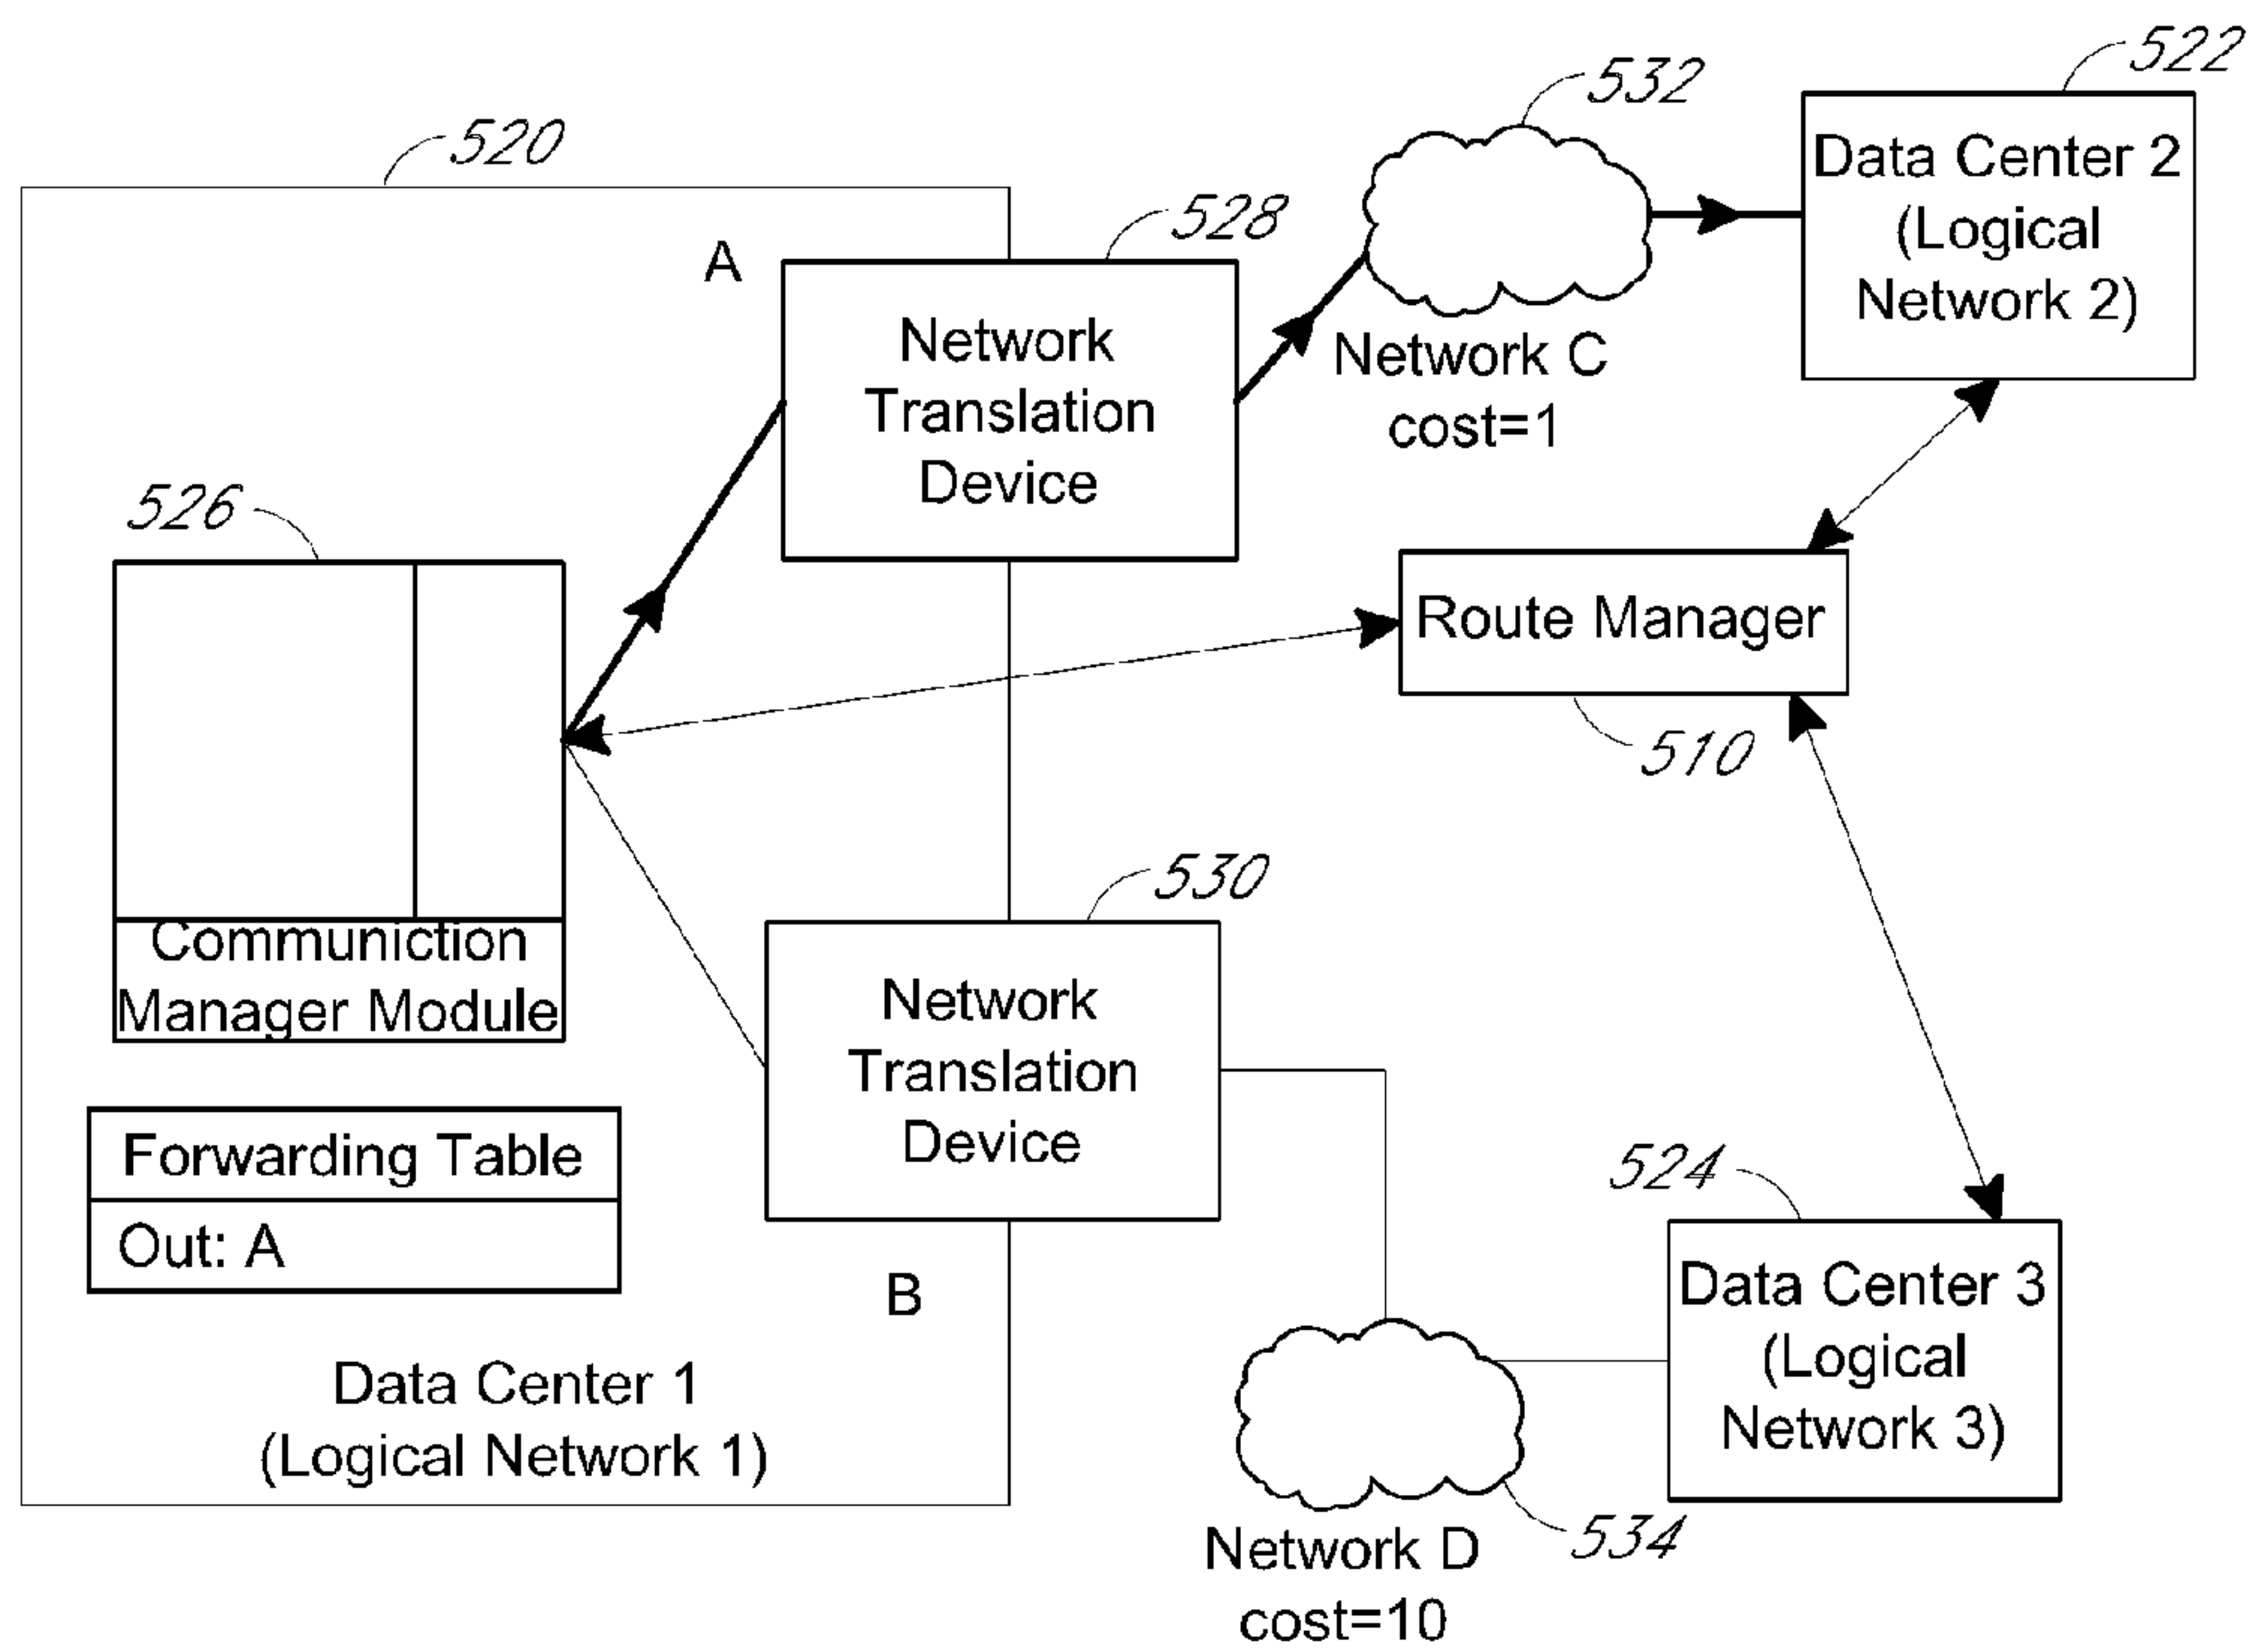 522
532
Data Center 2
(Logical
Network 2)
520
528
A
Network
Translation
Device
Network C
cost=1
526
Route Manager
510
Communiction
Manager Module
530
Network
Translation
Device
Forwarding Table
Out: A
B
524
Data Center 3
(Logical
Network 3)
Data Center 1
(Logical Network 1)
534
Network D
cost=10